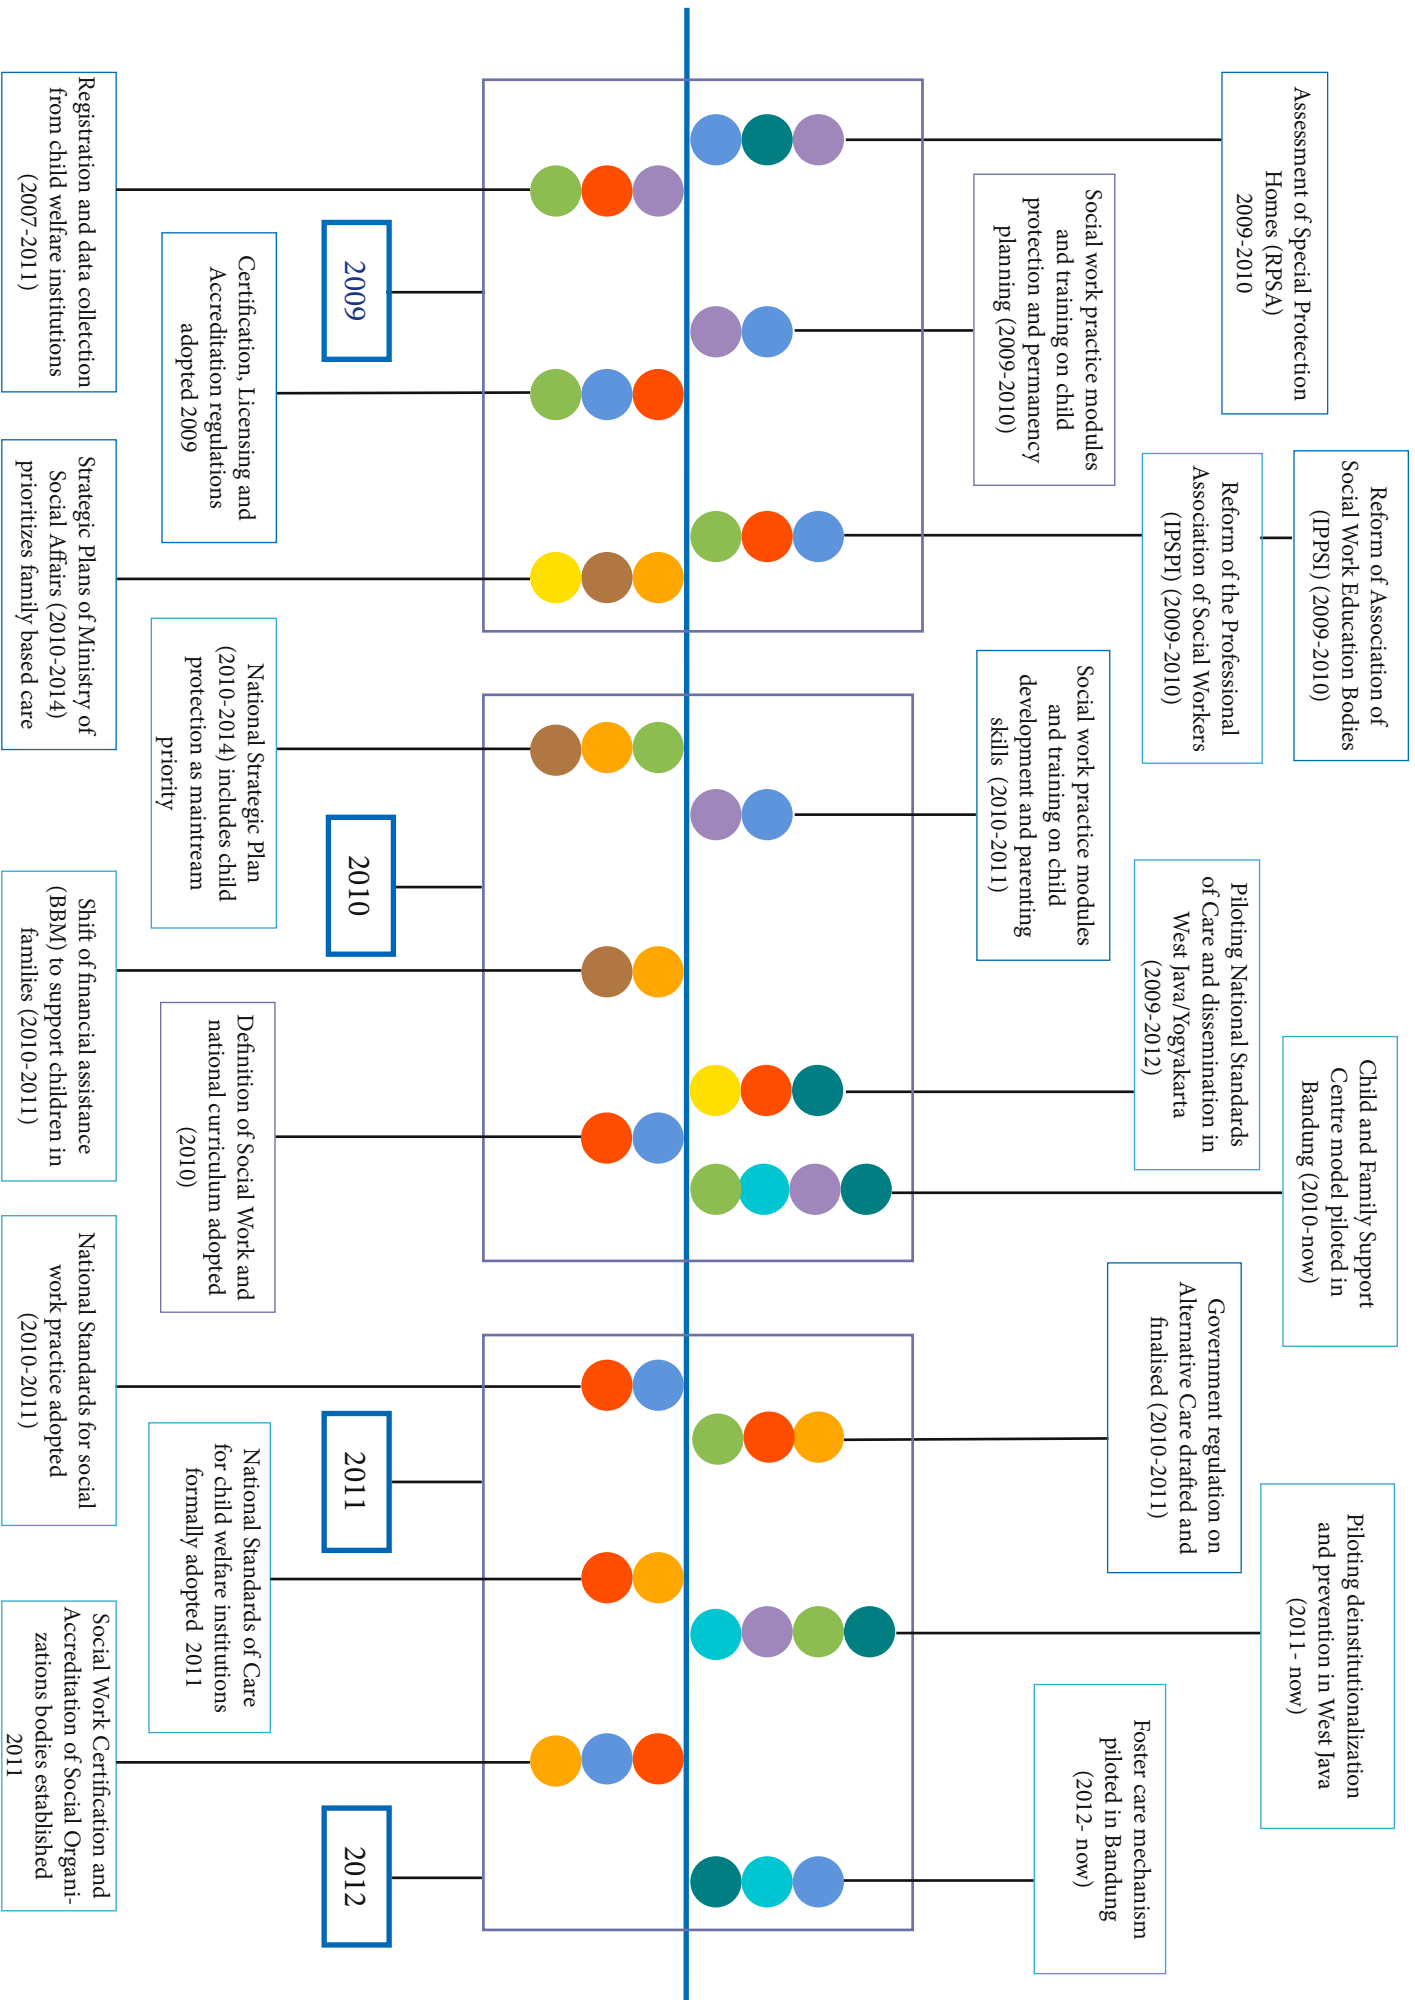 Assessment of Special Protection
Homes (RPSA)
2009-2010
Social work practice modules
and training on child
protection and permanency
planning (2009-2010)
Reform of Association of
Social Work Education Bodies
(IPPSI) (2009-2010)
Reform of the Professional
Association of Social Workers
(IPSPI) (2009-2010)
Social work practice modules
and training on child
development and parenting
skills (2010-2011)
Piloting National Standards
of Care and dissemination in
West Java/Yogyakarta
(2009-2012)
Child and Family Support
Centre model piloted in
Bandung (2010-now)
Government regulation on
Alternative Care drafted and
finalised (2010-2011)
Piloting deinstitutionalization
and prevention in West Java
(2011- now)
Foster care mechanism
piloted in Bandung
(2012- now)
2009
2010
2011
2012
Registration and data colletction
from child welfare institutions
(2007-2011)
Certification, Licensing and
Accreditation regulations
adopted 2009
Strategic Plans of Ministry of
Social Affairs (2010-2014)
prioritizes family based care
National Strategic Plan
(2010-2014) includes child
protection as maintream
priority
Shift of financial assistance
(BBM) to support children in
families (2010-2011)
Definition of Social Work and
national curriculum adopted
(2010)
National Standards for social
work practice adopted
(2010-2011)
National Standards of Care
for child welfare institutions
formally adopted 2011
Social Work Certification and
Accreditation of Social Organi-
zations bodies established
2011